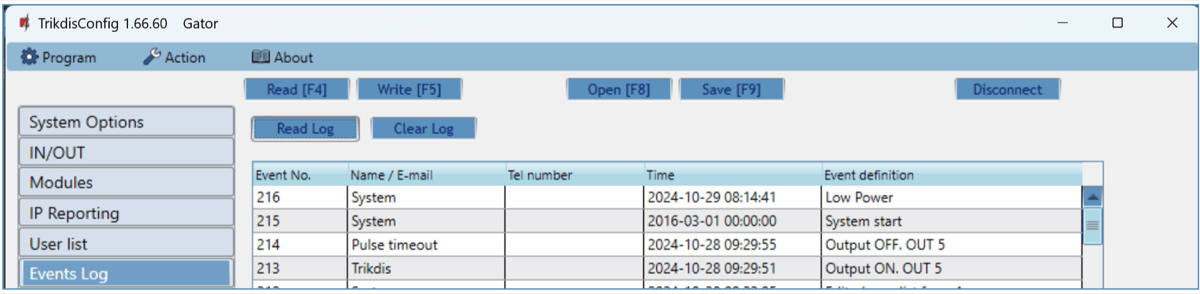 TrikdisConfig 1.66.60 Gator
Program Action About
Read [F4] Write [F5] Open [F8] Save [F9] Disconnect
Read Log Clear Log
System Options
IN/OUT
Modules
IP Reporting
User list
Events Log
Event No. Name / E-mail Tel number Time Event definition
216 System 2024-10-29 08:14:41 Low Power
215 System 2016-03-01 00:00:00 System start
214 Pulse timeout 2024-10-28 09:29:55 Output OFF. OUT 5
213 Trikdis 2024-10-28 09:29:51 Output ON. OUT 5